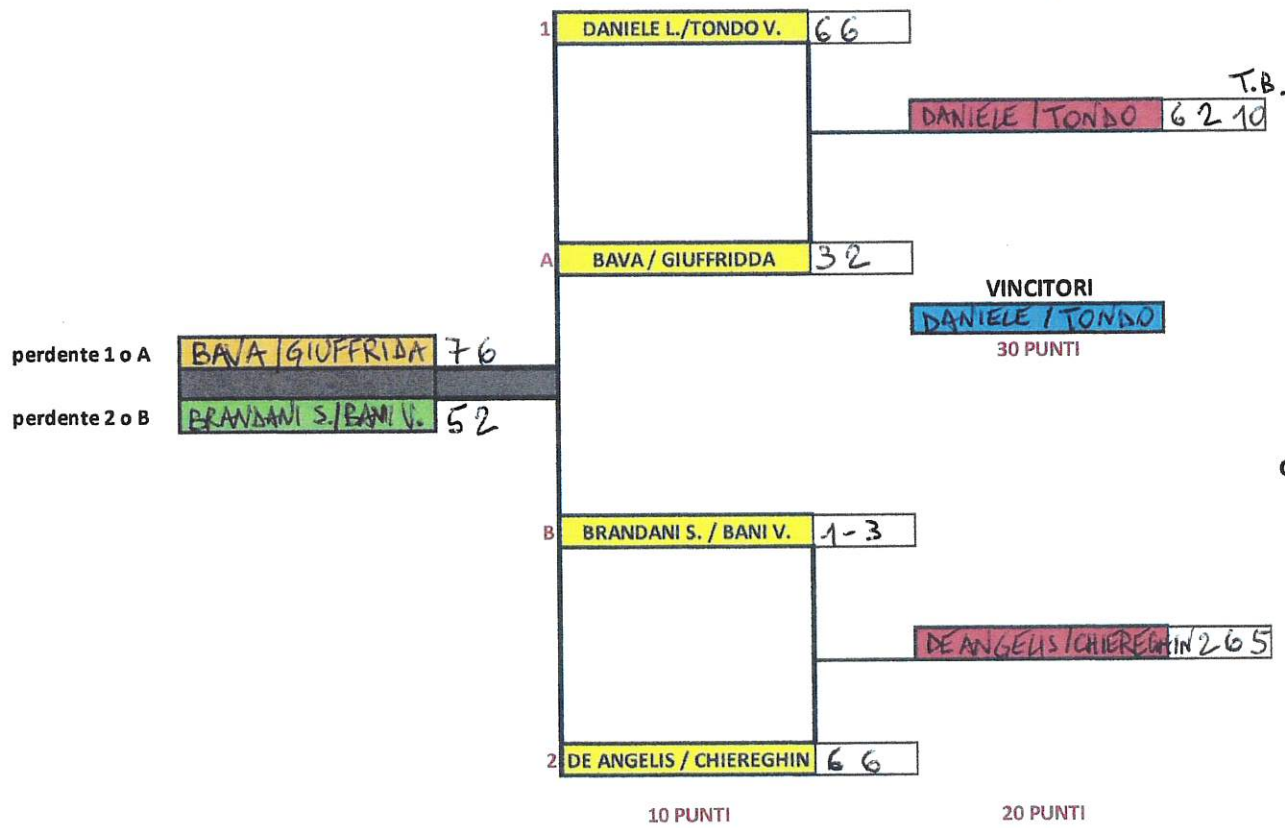 1 DANIELE L./TONDO V. 6 6
T.B.
DANIELE / TONDO 6 2 10
A BAVA / GIUFFRIDDA 3 2
VINCITORI
DANIELE / TONDO
30 PUNTI
perdente 1 o A BAVA / GIUFFRIDA 7 6
perdente 2 o B BRANDANI S./BANI V. 5 2
B BRANDANI S. / BANI V. 1 - 3
DE ANGELIS / CHIEREGHIN 2 6 5
2 DE ANGELIS / CHIEREGHIN 6 6
10 PUNTI 20 PUNTI